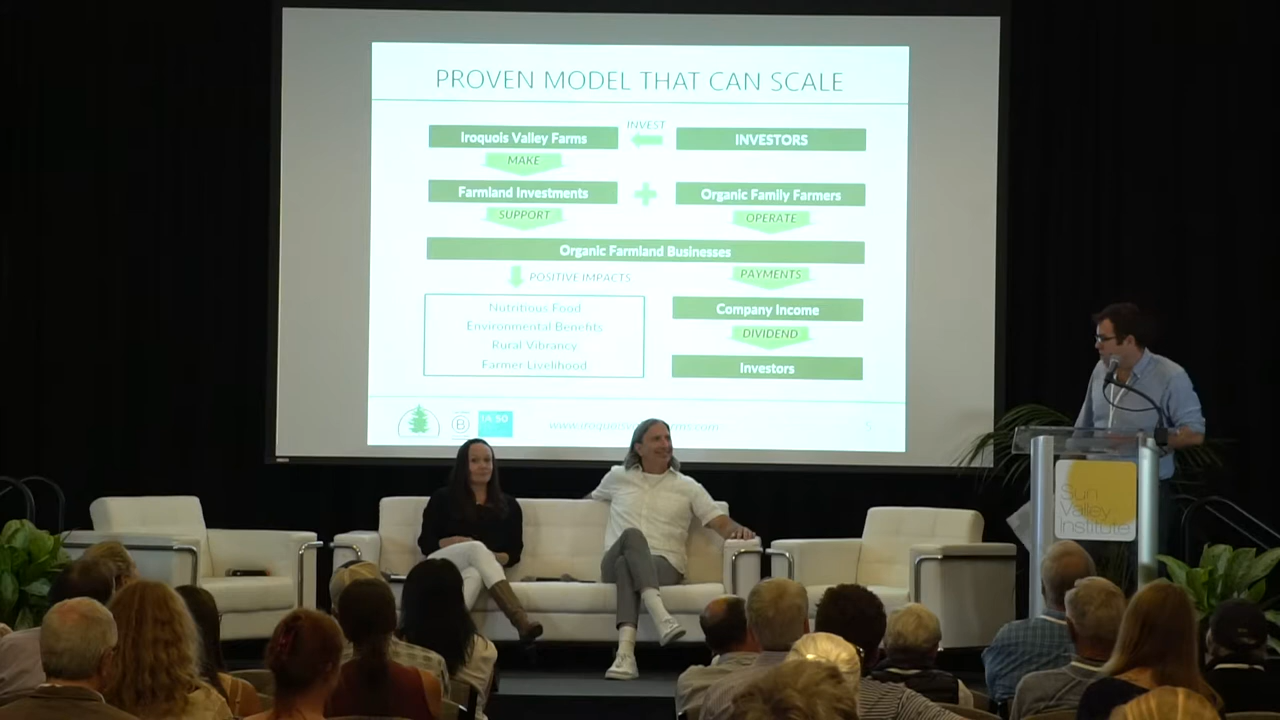 PROVEN MODEL THAT CAN SCALE
Iroquois Valley Farms
INVEST
INVESTORS
MAKE
Farmland Investments
Organic Family Farmers
SUPPORT
OPERATE
Organic Farmland Businesses
POSITIVE IMPACTS
PAYMENTS
Nutritious Food
Environmental Benefits
Rural Vibrancy
Farmer Livelihood
Company Income
DIVIDEND
Investors
B
Sun
Valley
Institute